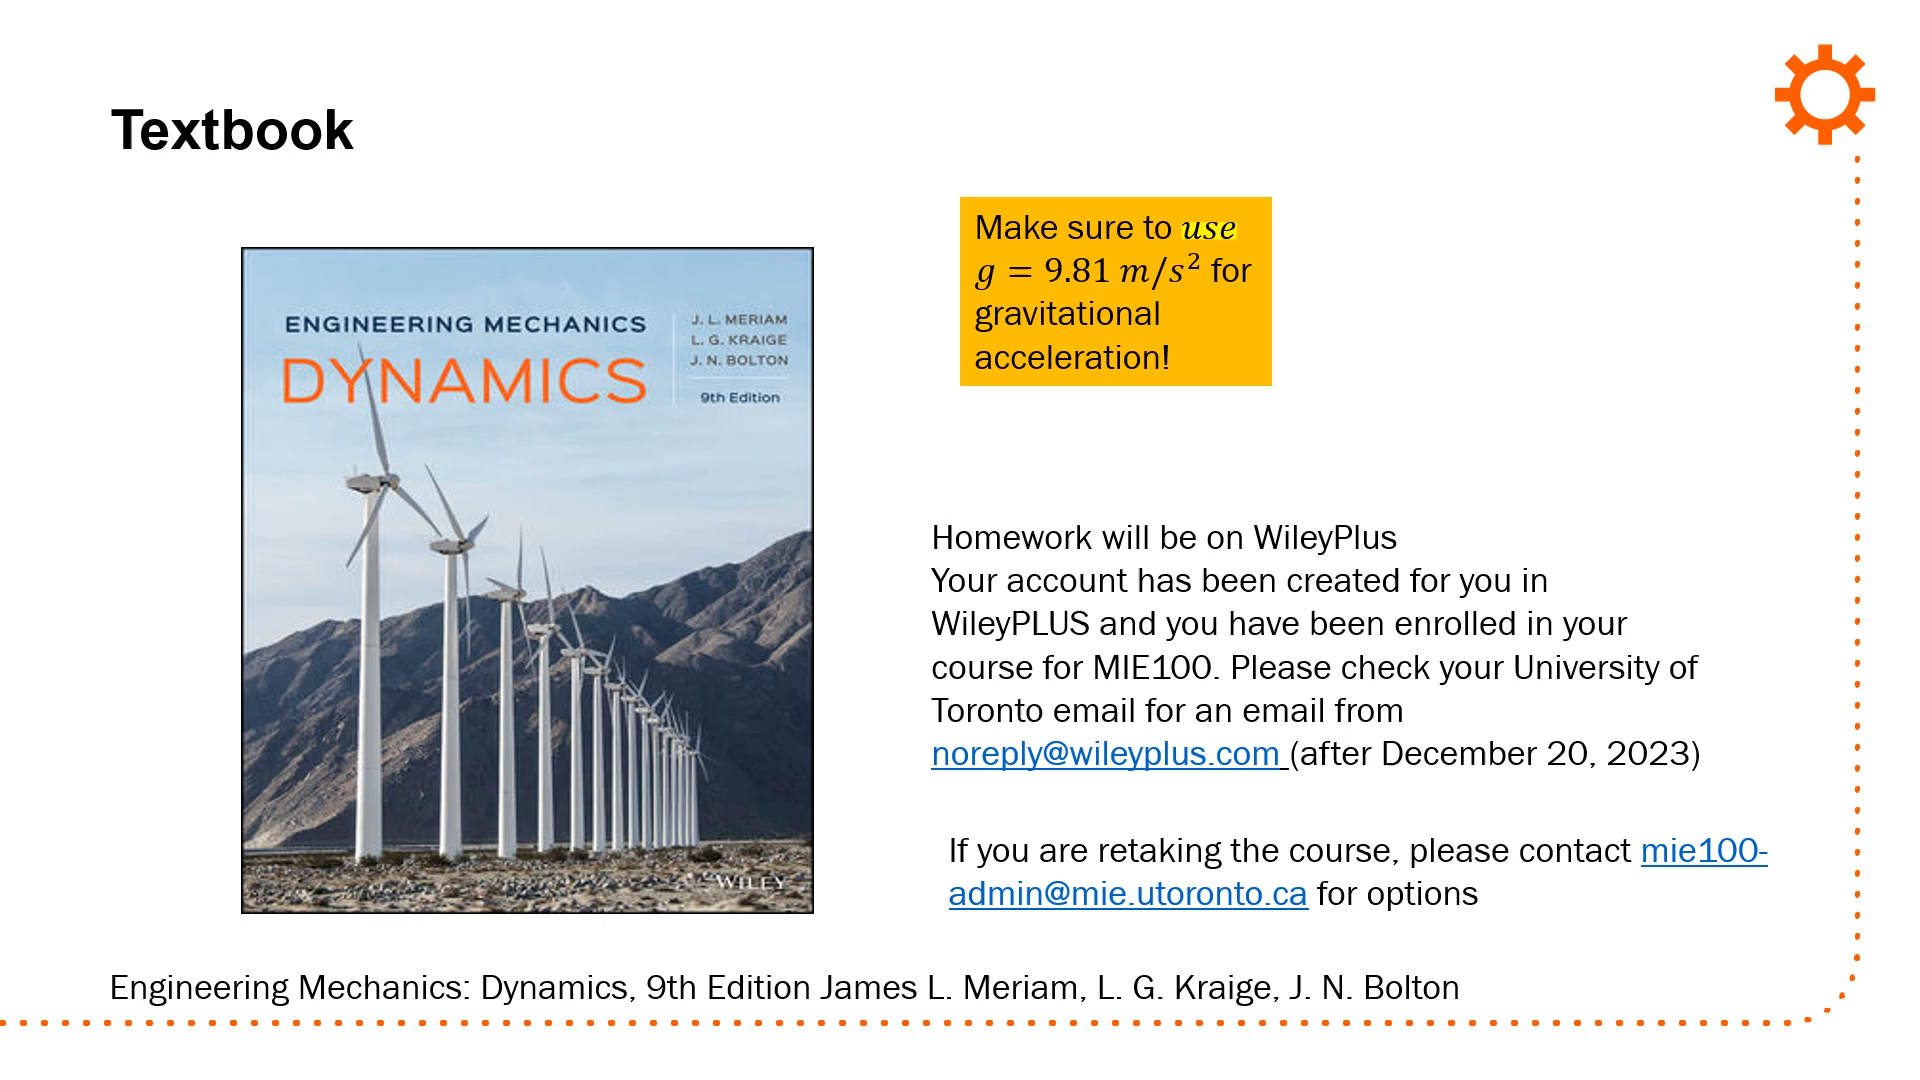 Textbook
ENGINEERING MECHANICS
DYNAMICS
J. L. MERIAM
L. G. KRAIGE
J. N. BOLTON
9th Edition
WILEY
Make sure to use
g = 9.81 m/s² for
gravitational
acceleration!
Homework will be on WileyPlus
Your account has been created for you in
WileyPLUS and you have been enrolled in your
course for MIE100. Please check your University of
Toronto email for an email from
noreply@wileyplus.com (after December 20, 2023)
If you are retaking the course, please contact mie100-
admin@mie.utoronto.ca for options
Engineering Mechanics: Dynamics, 9th Edition James L. Meriam, L. G. Kraige, J. N. Bolton